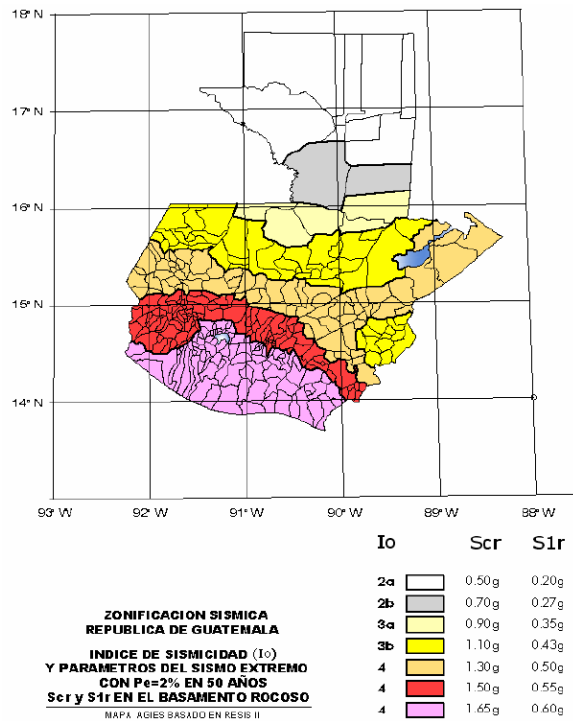 18° N
17° N
16° N
15° N
14° N
93° W 92° W 91° W 90° W 89° W 88° W
Io Scr S1r
2a 0.50g 0.20g
2b 0.70g 0.27g
3a 0.90g 0.35g
3b 1.10g 0.43g
4 1.30g 0.50g
4 1.50g 0.55g
4 1.65g 0.60g
ZONIFICACION SISMICA
REPUBLICA DE GUATEMALA
INDICE DE SISMICIDAD (Io)
Y PARAMETROS DEL SISMO EXTREMO
CON Pe=2% EN 50 AÑOS
Scr y S1r EN EL BASAMENTO ROCOSO
MAPA AGIES BASADO EN RESIS II